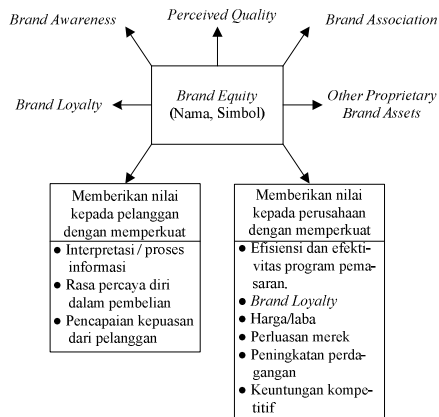 Perceived Quality
Brand Awareness
Brand Association
Brand Loyalty
Brand Equity
(Nama, Simbol)
Other Proprietary
Brand Assets
Memberikan nilai
kepada pelanggan
dengan memperkuat
● Interpretasi / proses
informasi
● Rasa percaya diri
dalam pembelian
● Pencapaian kepuasan
dari pelanggan
Memberikan nilai
kepada perusahaan
dengan memperkuat
● Efisiensi dan efekti-
vitas program pema-
saran.
● Brand Loyalty
● Harga/laba
● Perluasan merek
● Peningkatan perda-
gangan
● Keuntungan kompe-
titif